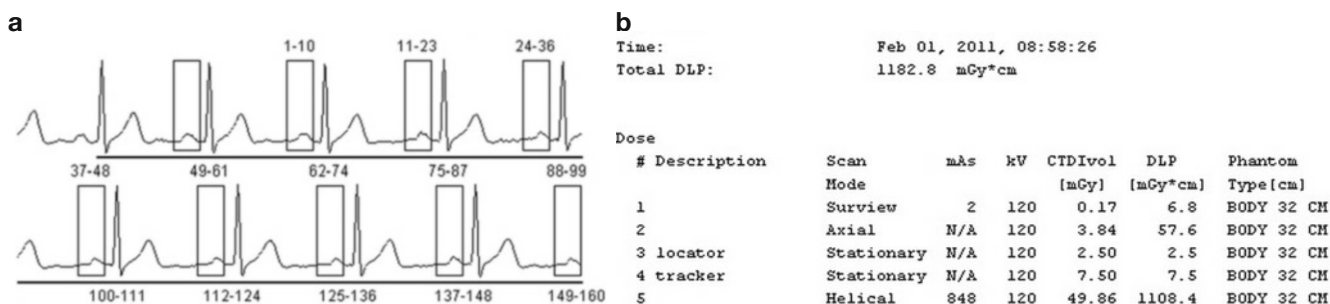 a
1-10 11-23 24-36
37-48 49-61 62-74 75-87 88-99
100-111 112-124 125-136 137-148 149-160
b
Time: Feb 01, 2011, 08:58:26
Total DLP: 1182.8 mGy*cm
Dose
# Description Scan mAs kV CTDIvol DLP Phantom
Mode [mGy] [mGy*cm] Type[cm]
1 Surview 2 120 0.17 6.8 BODY 32 CM
2 Axial N/A 120 3.84 57.6 BODY 32 CM
3 locator Stationary N/A 120 2.50 2.5 BODY 32 CM
4 tracker Stationary N/A 120 7.50 7.5 BODY 32 CM
5 Helical 848 120 49.86 1108.4 BODY 32 CM